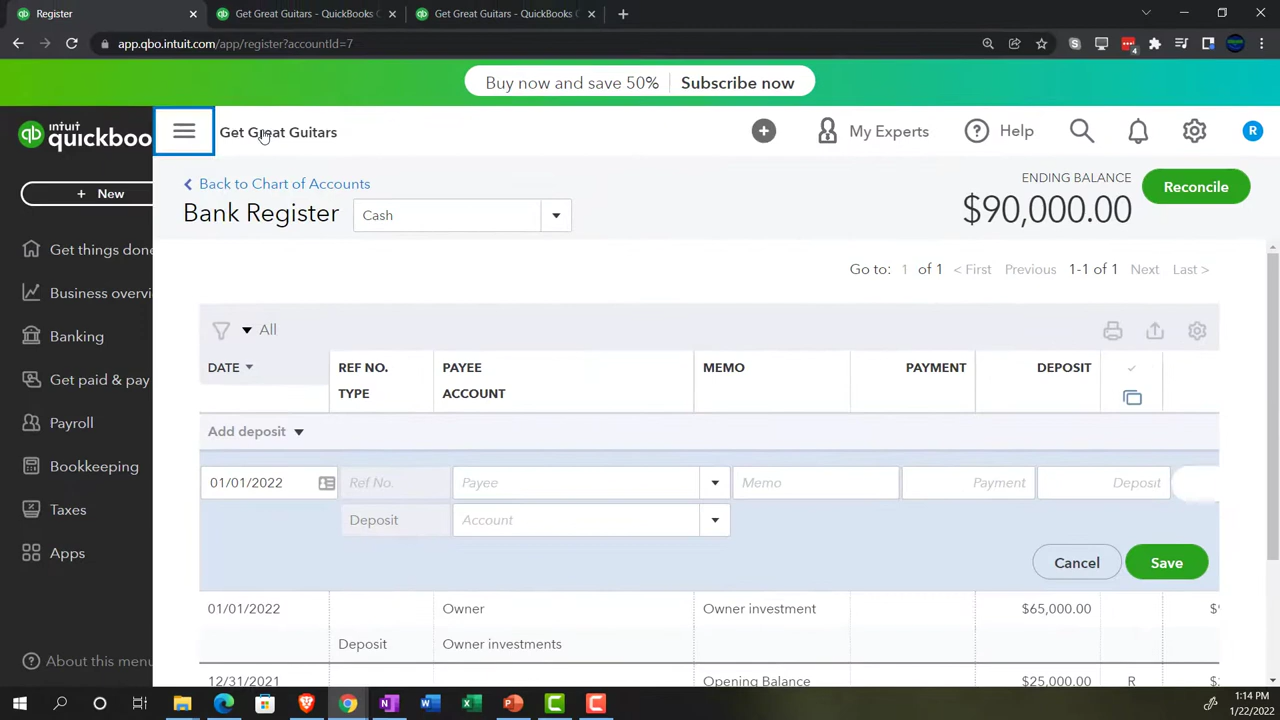 Register
Get Great Guitars - QuickBooks
Get Great Guitars - QuickBooks
app.qbo.intuit.com/app/register?accountId=7
4
Buy now and save 50% Subscribe now
intuit
quickboo
Get Great Guitars
My Experts
Help
R
+ New
Get things done
Business overvi
Banking
Get paid & pay
Payroll
Bookkeeping
Taxes
Apps
About this menu
Back to Chart of Accounts
Bank Register
Cash
ENDING BALANCE
$90,000.00
Reconcile
Go to: 1 of 1 < First Previous 1-1 of 1 Next Last >
All
DATE REF NO. PAYEE MEMO PAYMENT DEPOSIT
TYPE ACCOUNT
Add deposit
01/01/2022 Ref No. Payee Memo Payment Deposit
Deposit Account
Cancel Save
01/01/2022 Owner Owner investment $65,000.00
Deposit Owner investments
12/31/2021 Opening Balance $25,000.00 R
1:14 PM
1/22/2022